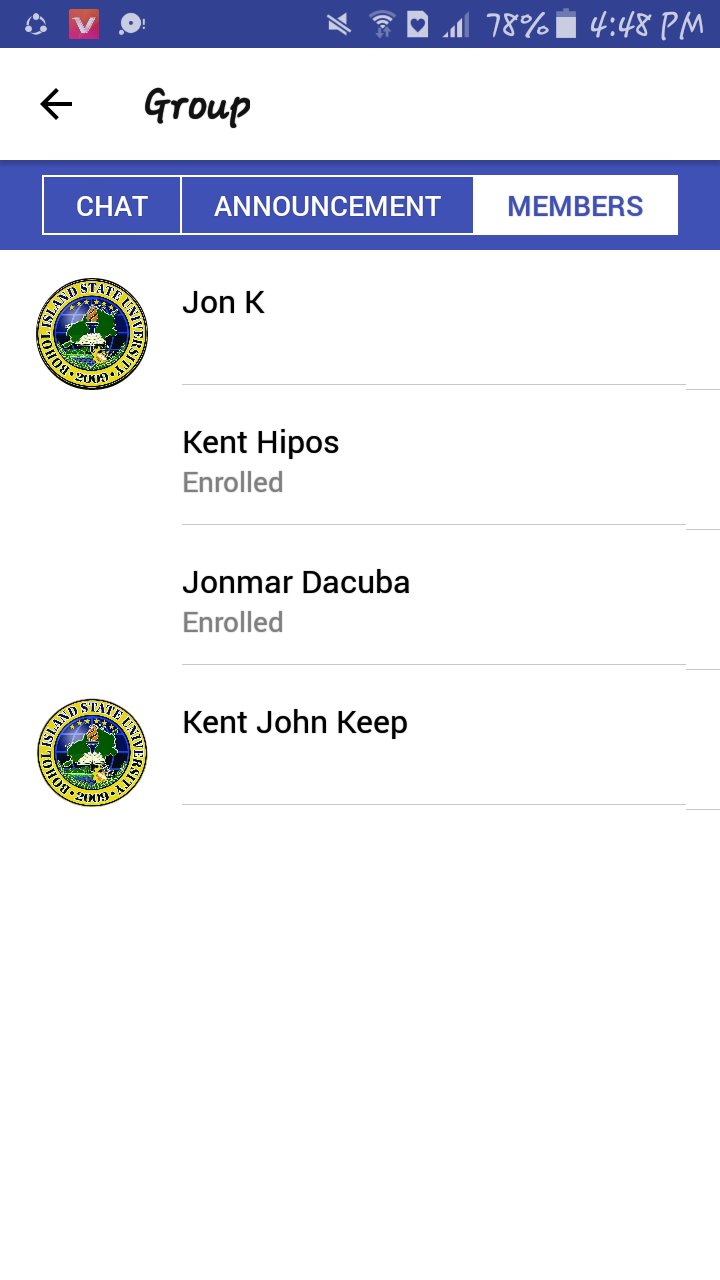 78% 4:48 PM
Group
CHAT ANNOUNCEMENT MEMBERS
BOHOL ISLAND STATE UNIVERSITY
2009
Jon K
Kent Hipos
Enrolled
Jonmar Dacuba
Enrolled
BOHOL ISLAND STATE UNIVERSITY
2009
Kent John Keep